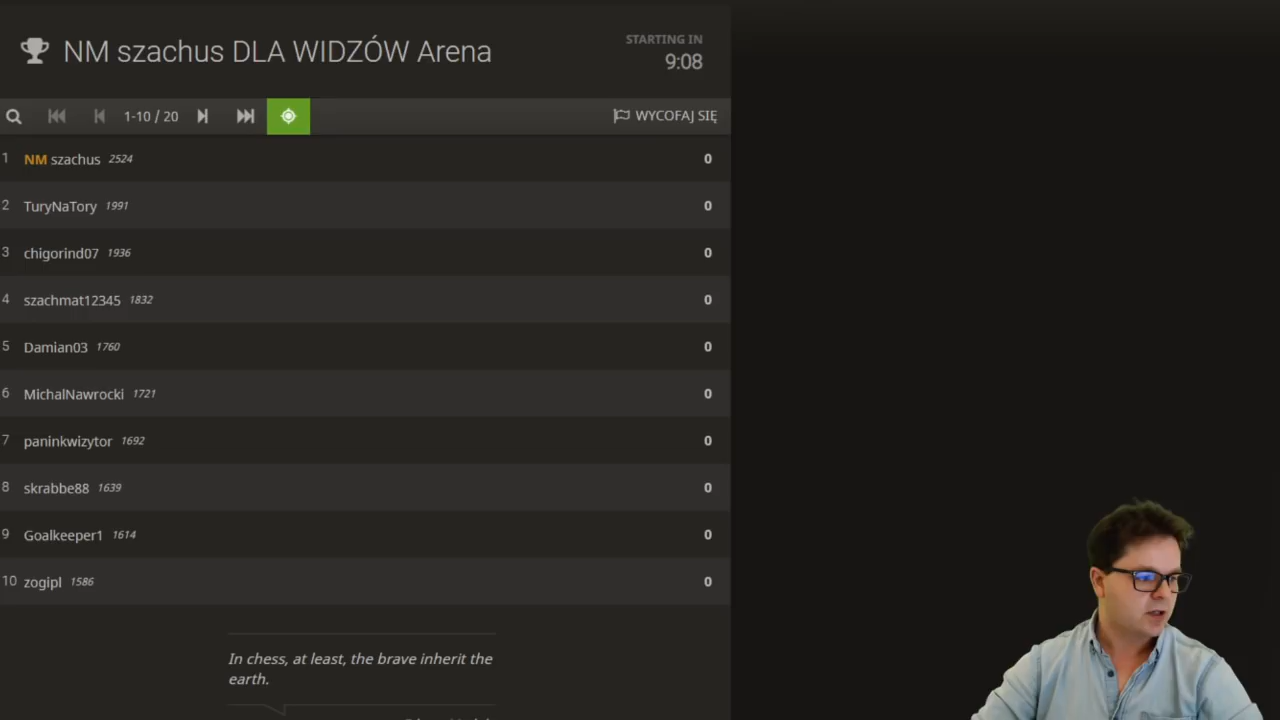 NM szachus DLA WIDZÓW Arena
STARTING IN
9:08
1-10 / 20
WYCOFAJ SIĘ
1 NM szachus 2524 0
2 TuryNaTory 1991 0
3 chigorind07 1936 0
4 szachmat12345 1832 0
5 Damian03 1760 0
6 MichalNawrocki 1721 0
7 paninkwizytor 1692 0
8 skrabbe88 1639 0
9 Goalkeeper1 1614 0
10 zogipl 1586 0
In chess, at least, the brave inherit the
earth.